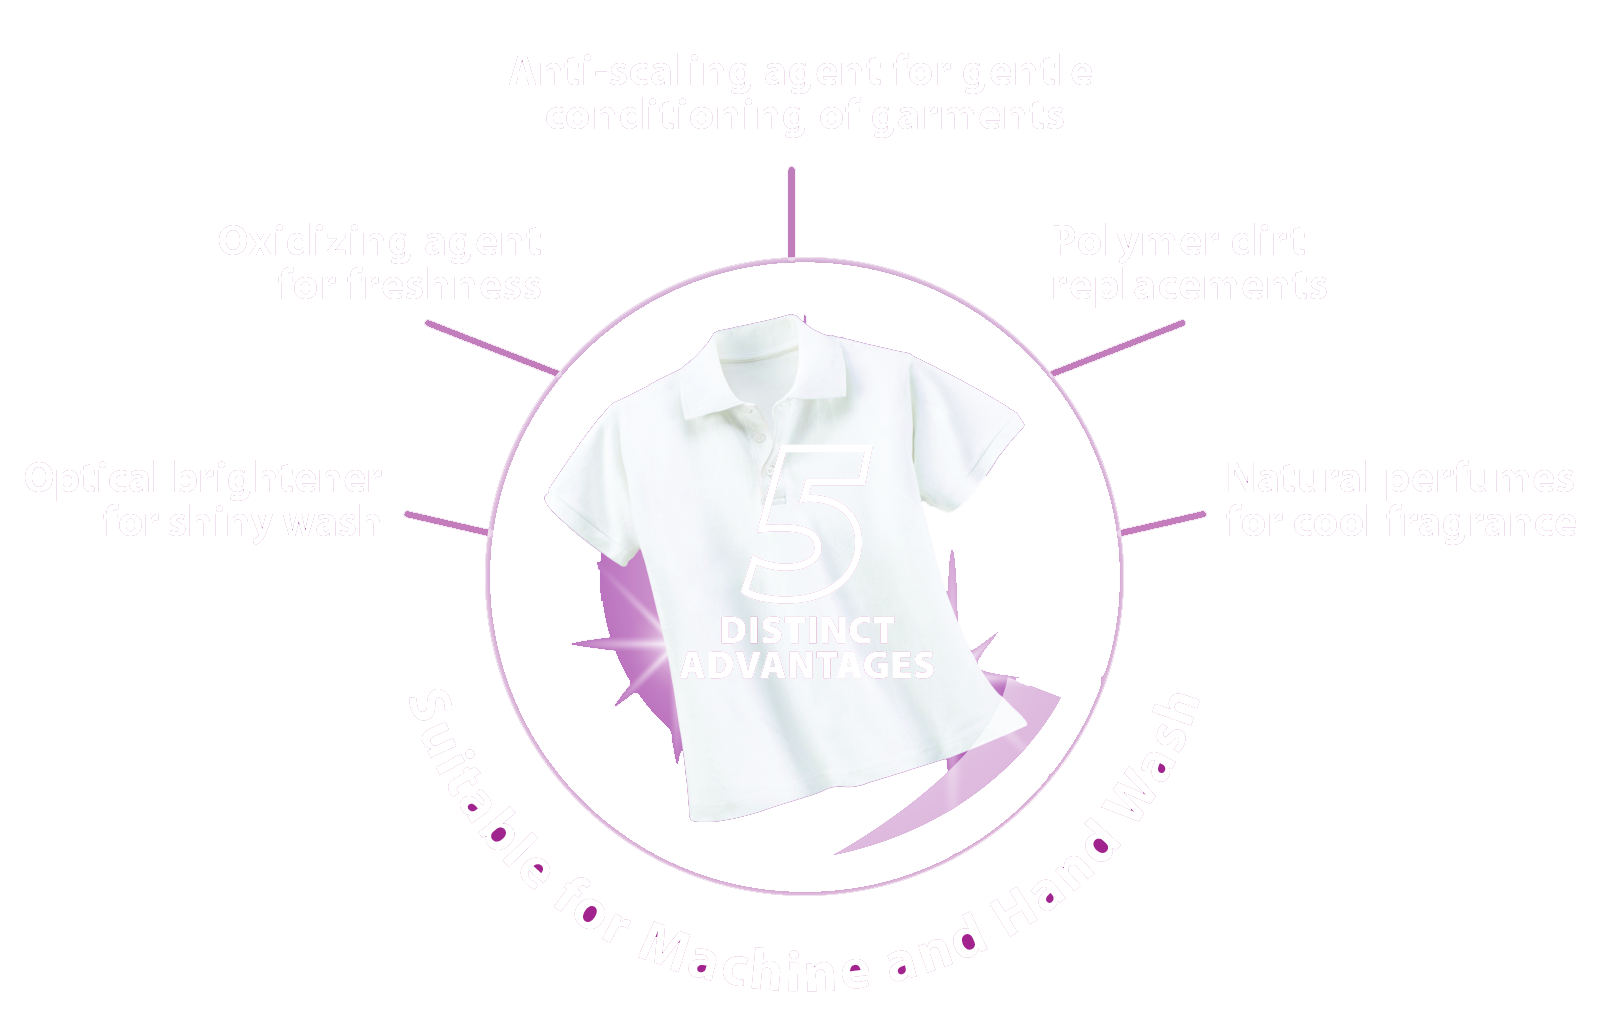 Anti-scaling agent for gentle
conditioning of garments
Oxidizing agent
for freshness
Polymer dirt
replacements
Optical brightener
for shiny wash
Natural perfumes
for cool fragrance
5
DISTINCT
ADVANTAGES
Suitable for Machine and Hand Wash